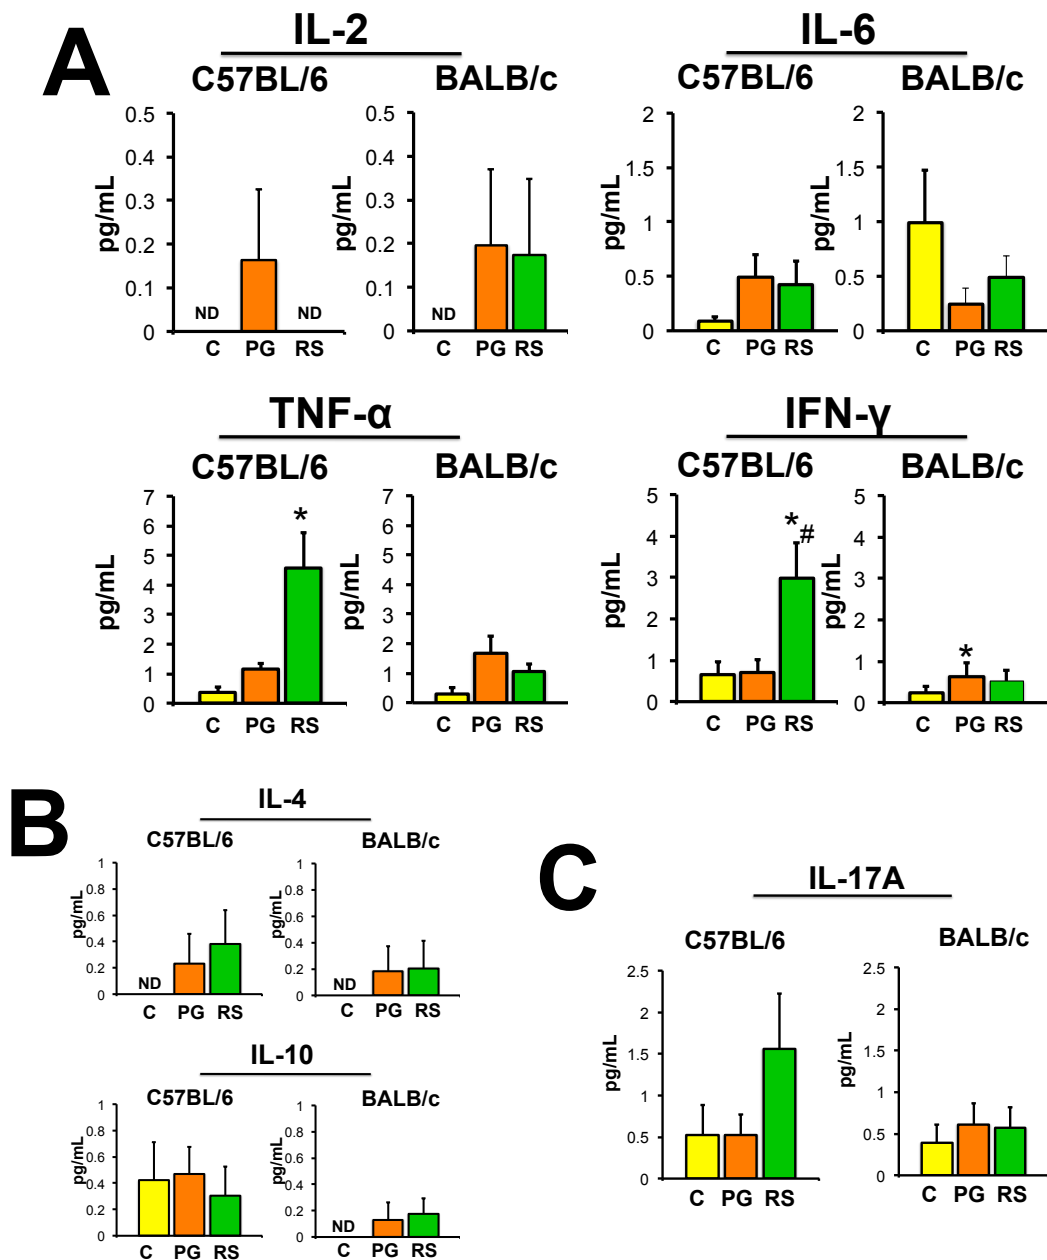 A
IL-2
C57BL/6
BALB/c
pg/mL
0.5
0.4
0.3
0.2
0.1
0
ND
ND
C PG RS
pg/mL
0.5
0.4
0.3
0.2
0.1
0
ND
C PG RS
IL-6
C57BL/6
BALB/c
pg/mL
2
1.5
1
0.5
0
C PG RS
pg/mL
2
1.5
1
0.5
0
C PG RS
TNF-α
C57BL/6
BALB/c
pg/mL
7
6
5
4
3
2
1
0
*
C PG RS
pg/mL
7
6
5
4
3
2
1
0
C PG RS
IFN-γ
C57BL/6
BALB/c
pg/mL
5
4
3
2
1
0
*#
C PG RS
pg/mL
5
4
3
2
1
0
*
C PG RS
B
IL-4
C57BL/6
BALB/c
pg/mL
1
0.8
0.6
0.4
0.2
0
ND
C PG RS
pg/mL
1
0.8
0.6
0.4
0.2
0
ND
C PG RS
IL-10
C57BL/6
BALB/c
pg/mL
1
0.8
0.6
0.4
0.2
0
C PG RS
pg/mL
1
0.8
0.6
0.4
0.2
0
ND
C PG RS
C
IL-17A
C57BL/6
BALB/c
pg/mL
2.5
2
1.5
1
0.5
0
C PG RS
pg/mL
2.5
2
1.5
1
0.5
0
C PG RS